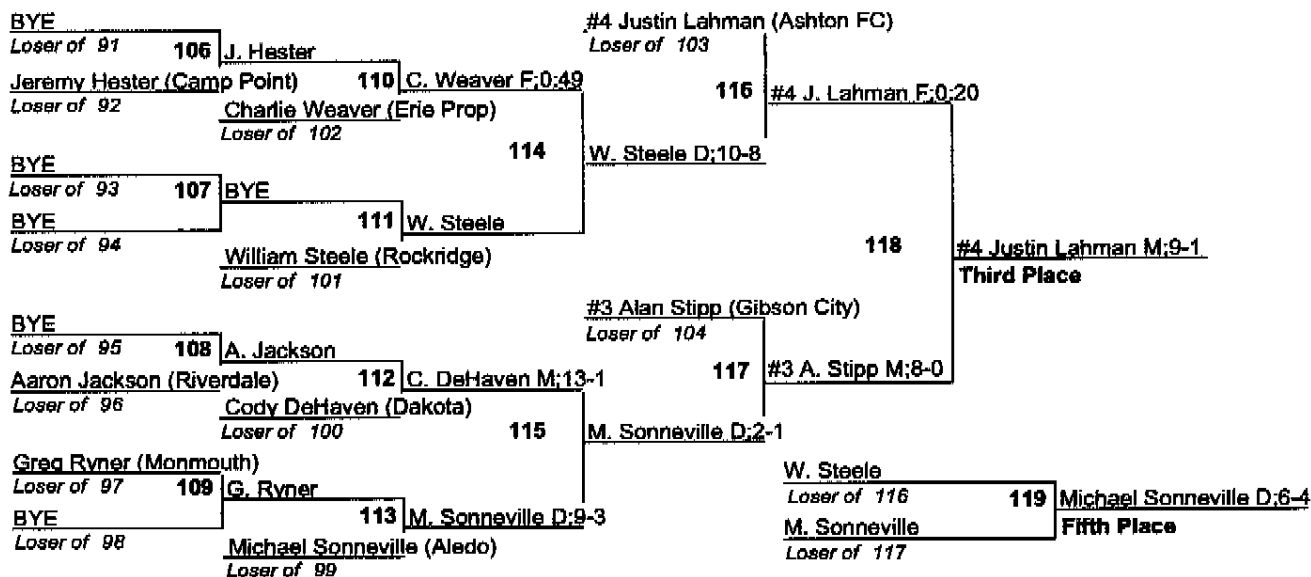 BYE
Loser of 91
106 J. Hester
Jeremy Hester (Camp Point)
Loser of 92
110 C. Weaver F;0:49
Charlie Weaver (Erie Prop)
Loser of 102
114 W. Steele D;10-8
BYE
Loser of 93
107 BYE
BYE
Loser of 94
111 W. Steele
William Steele (Rockridge)
Loser of 101
#4 Justin Lahman (Ashton FC)
Loser of 103
116 #4 J. Lahman F;0:20
118 #4 Justin Lahman M;9-1
Third Place
BYE
Loser of 95
108 A. Jackson
Aaron Jackson (Riverdale)
Loser of 96
112 C. DeHaven M;13-1
Cody DeHaven (Dakota)
Loser of 100
115 M. Sonneville D;2-1
Greg Ryner (Monmouth)
Loser of 97
109 G. Ryner
BYE
Loser of 98
113 M. Sonneville D;9-3
Michael Sonneville (Aledo)
Loser of 99
#3 Alan Stipp (Gibson City)
Loser of 104
117 #3 A. Stipp M;8-0
W. Steele
Loser of 116
119 Michael Sonneville D;6-4
M. Sonneville
Fifth Place
Loser of 117